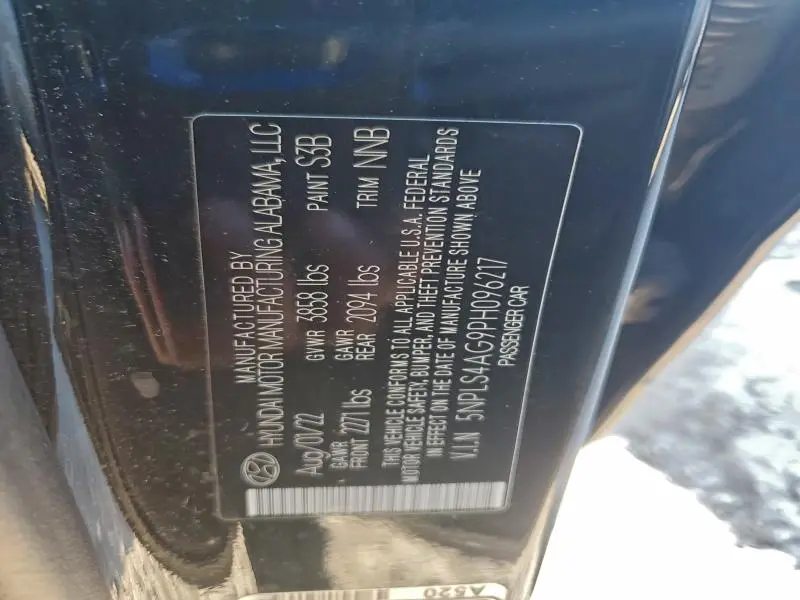 MANUFACTURED BY
HYUNDAI MOTOR MANUFACTURING ALABAMA, LLC
Aug/01/22 GVWR 3858 lbs PAINT S3B
GAWR FRONT 2271 lbs GAWR REAR 2094 lbs TRIM NNB
THIS VEHICLE CONFORMS TO ALL APPLICABLE U.S.A. FEDERAL
MOTOR VEHICLE SAFETY, BUMPER, AND THEFT PREVENTION STANDARDS
IN EFFECT ON THE DATE OF MANUFACTURE SHOWN ABOVE
V.I.N 5NPLS4AG9PH096217
PASSENGER CAR
A520